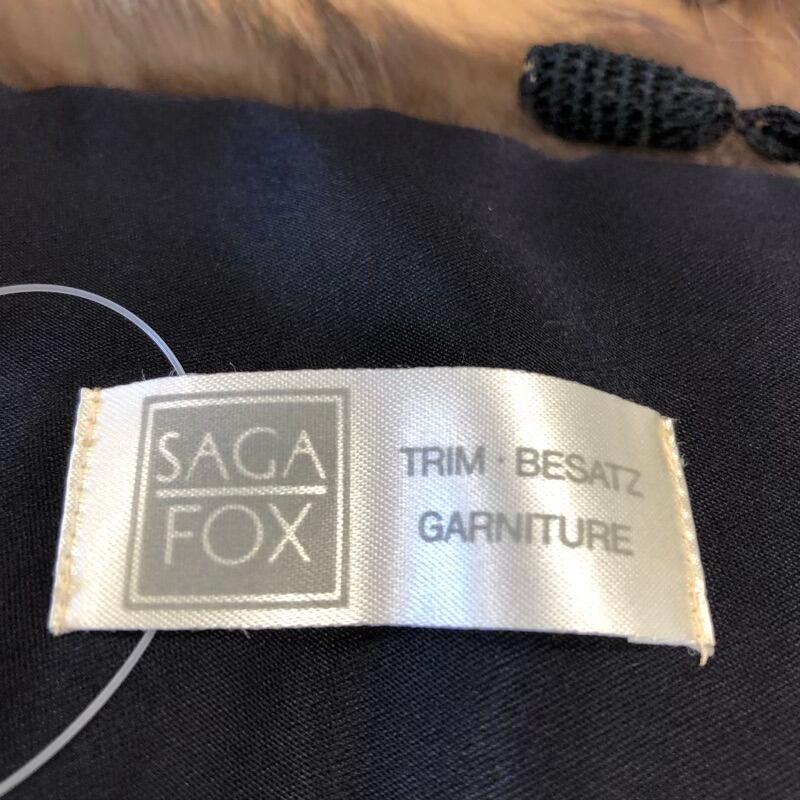 SAGA
FOX
TRIM · BESATZ
GARNITURE